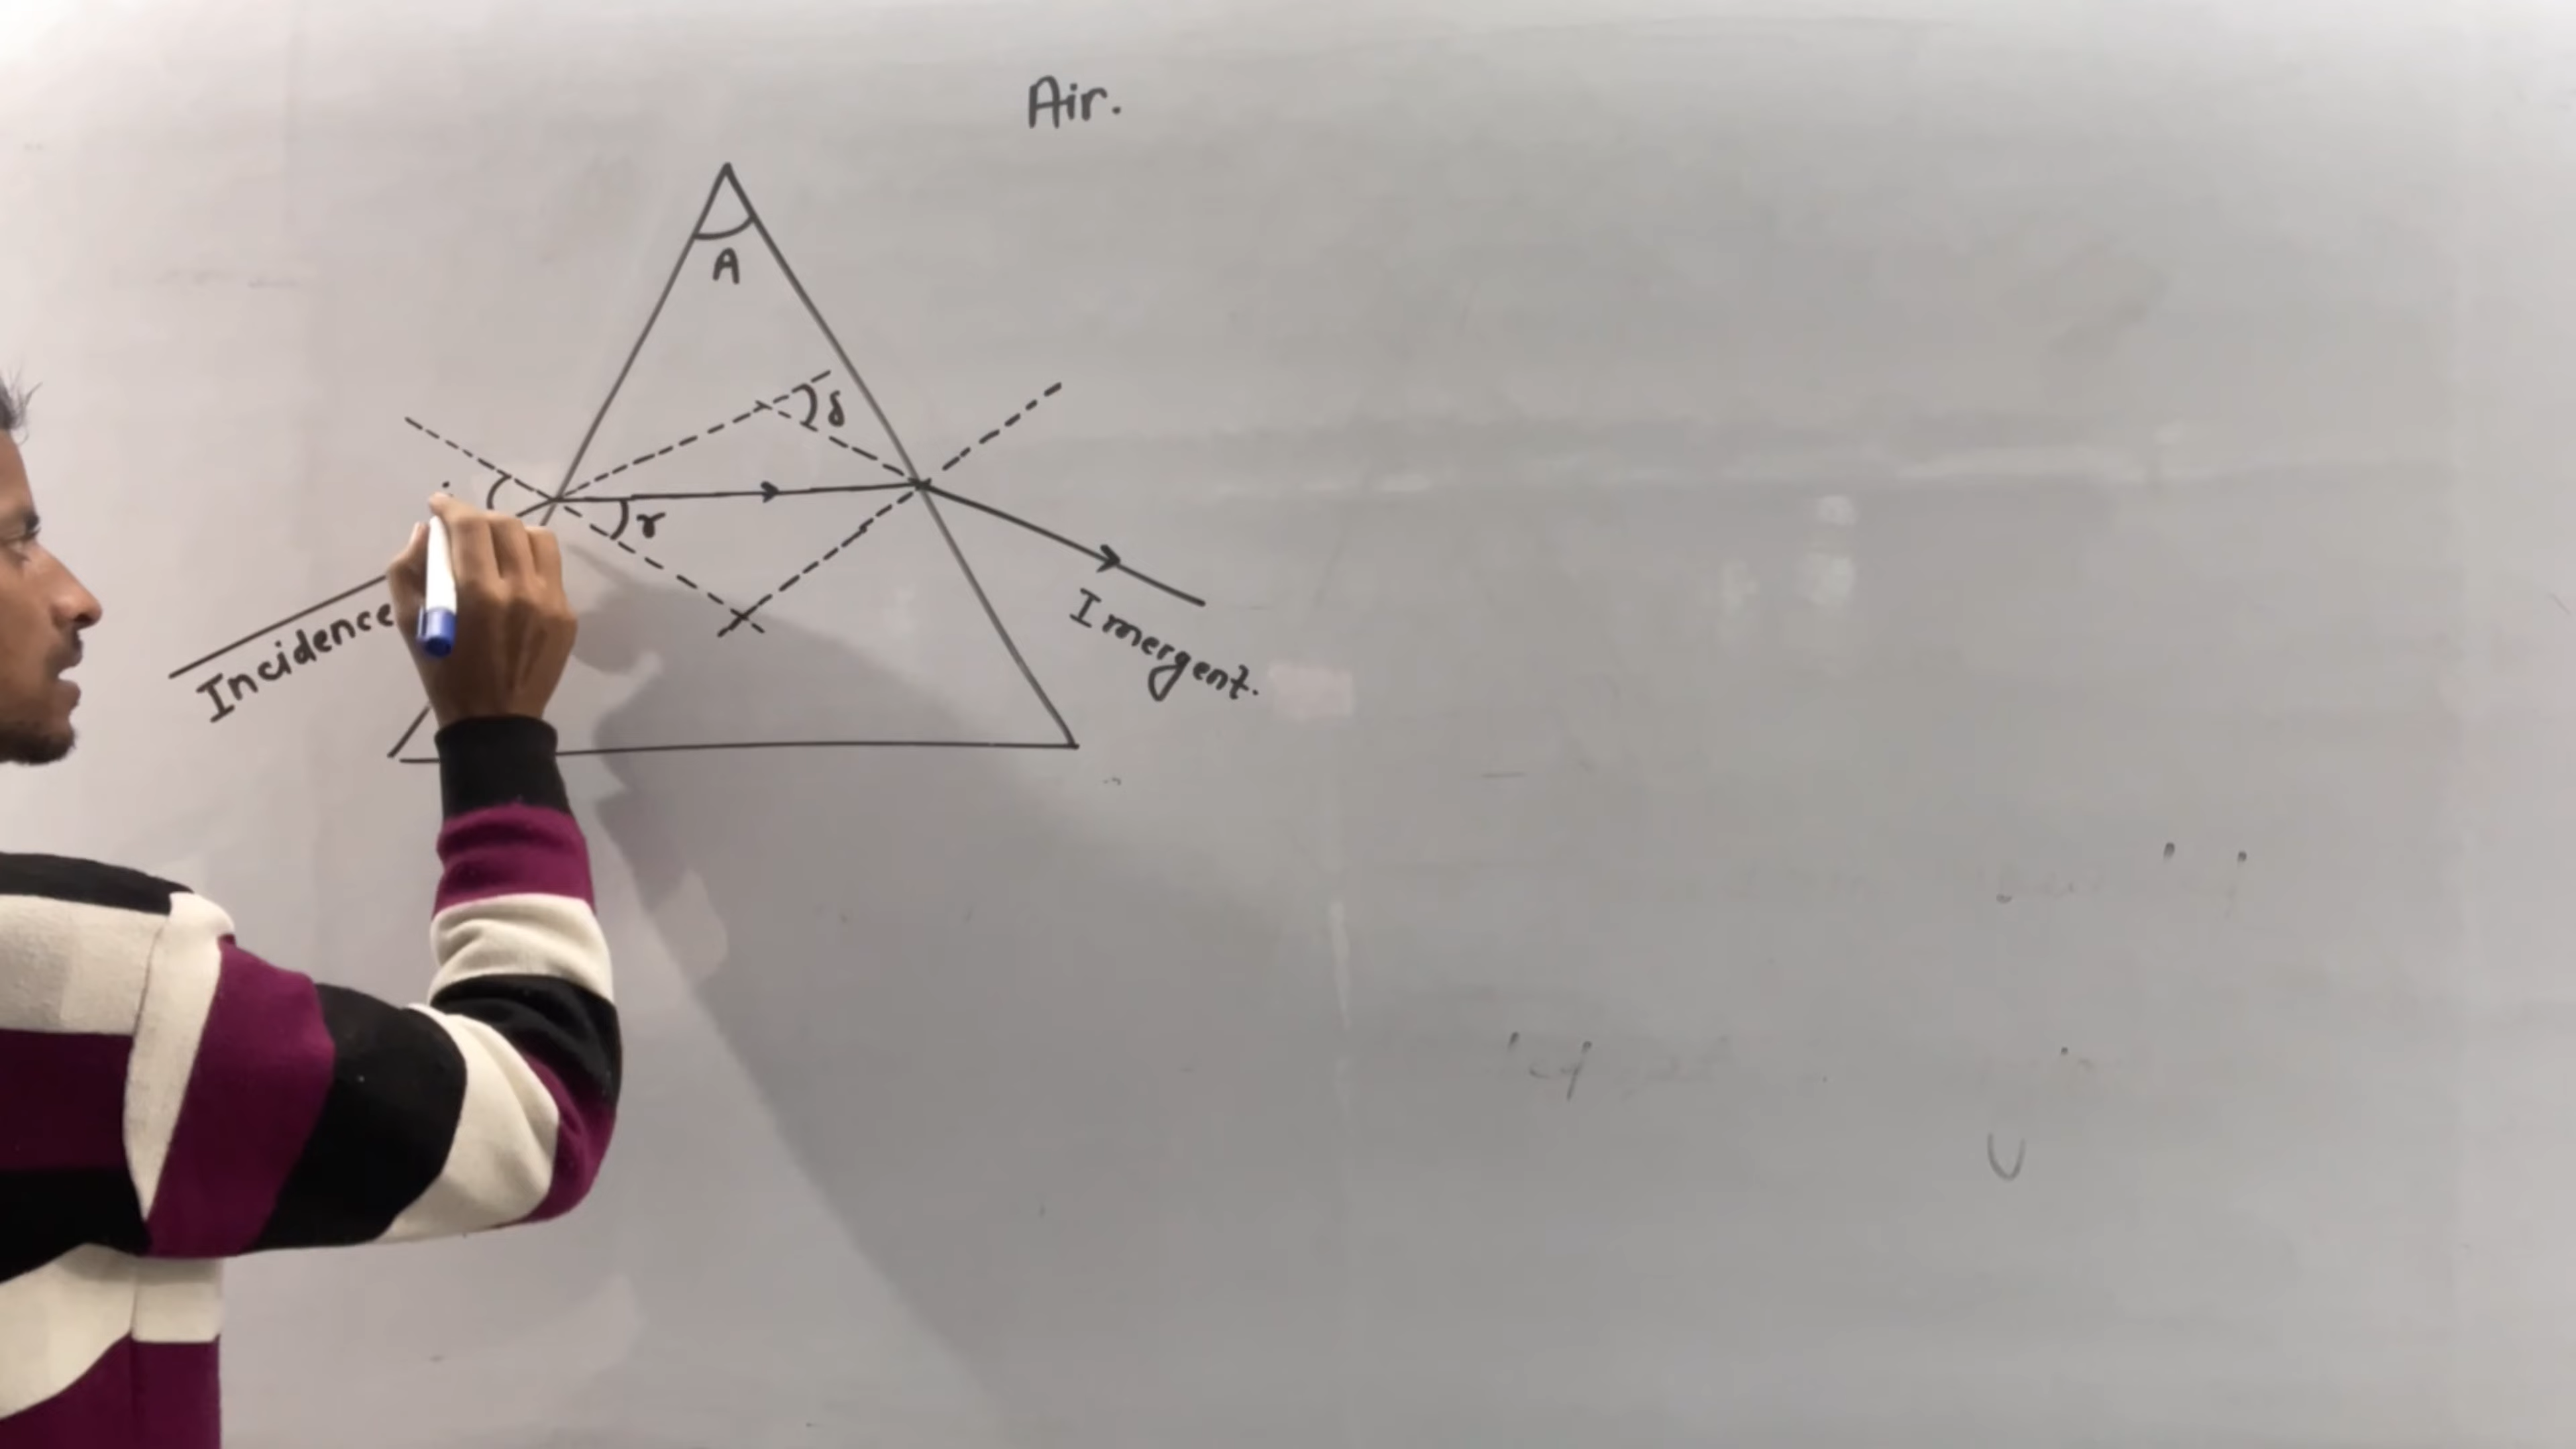 Air.
A
δ
r
Incidence
Imergent.